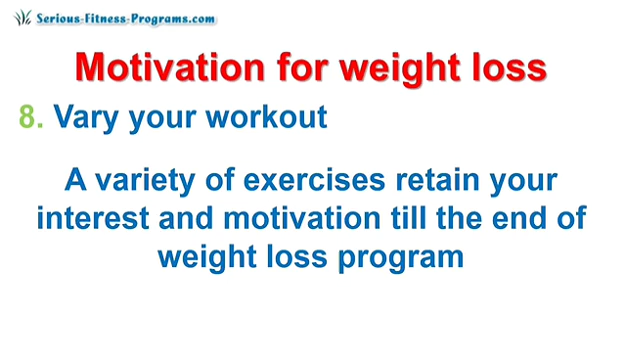 Serious-Fitness-Programs.com
Motivation for weight loss
8. Vary your workout
A variety of exercises retain your
interest and motivation till the end of
weight loss program